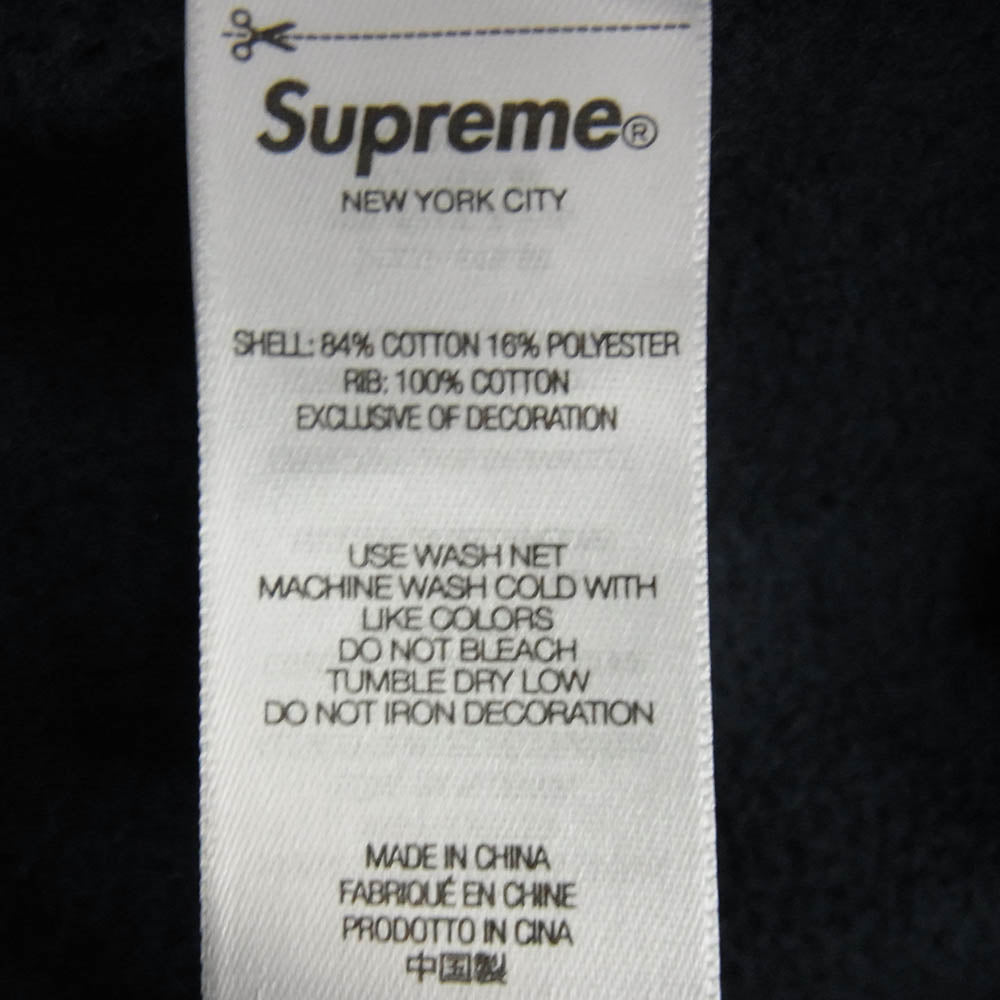 Supreme®
NEW YORK CITY
SHELL: 84% COTTON 16% POLYESTER
RIB: 100% COTTON
EXCLUSIVE OF DECORATION
USE WASH NET
MACHINE WASH COLD WITH
LIKE COLORS
DO NOT BLEACH
TUMBLE DRY LOW
DO NOT IRON DECORATION
MADE IN CHINA
FABRIQUÉ EN CHINE
PRODOTTO IN CINA
中国製